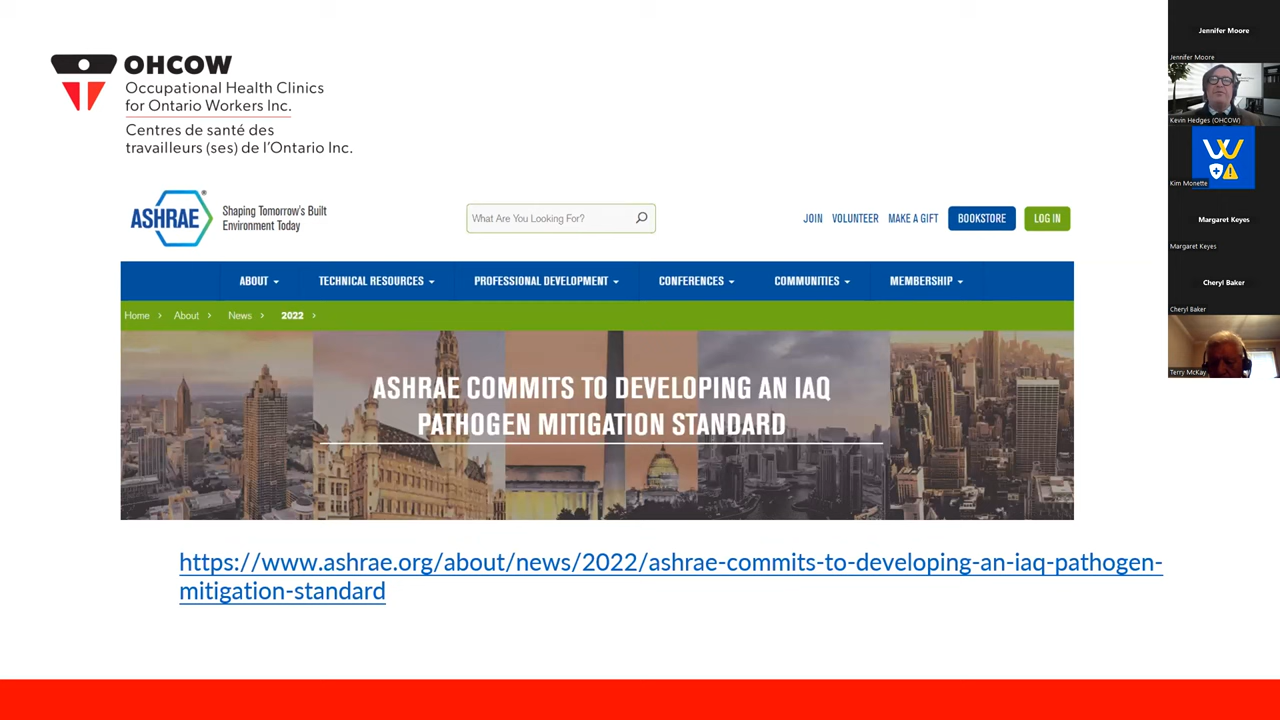 OHCOW
Occupational Health Clinics
for Ontario Workers Inc.
Centres de santé des
travailleurs (ses) de l'Ontario Inc.
ASHRAE®
Shaping Tomorrow's Built
Environment Today
What Are You Looking For?
JOIN VOLUNTEER MAKE A GIFT BOOKSTORE LOG IN
ABOUT TECHNICAL RESOURCES PROFESSIONAL DEVELOPMENT CONFERENCES COMMUNITIES MEMBERSHIP
Home > About > News > 2022 >
ASHRAE COMMITS TO DEVELOPING AN IAQ
PATHOGEN MITIGATION STANDARD
https://www.ashrae.org/about/news/2022/ashrae-commits-to-developing-an-iaq-pathogen-
mitigation-standard
Jennifer Moore
Jennifer Moore
Kevin Hedges (OHCOW)
Kim Monette
Margaret Keyes
Margaret Keyes
Cheryl Baker
Cheryl Baker
Terry McKay